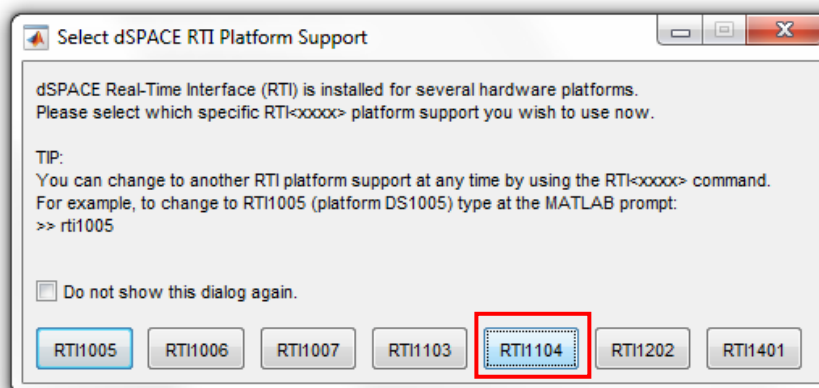 Select dSPACE RTI Platform Support
dSPACE Real-Time Interface (RTI) is installed for several hardware platforms.
Please select which specific RTI<xxxx> platform support you wish to use now.
TIP:
You can change to another RTI platform support at any time by using the RTI<xxxx> command.
For example, to change to RTI1005 (platform DS1005) type at the MATLAB prompt:
>> rti1005
Do not show this dialog again.
RTI1005 RTI1006 RTI1007 RTI1103 RTI1104 RTI1202 RTI1401